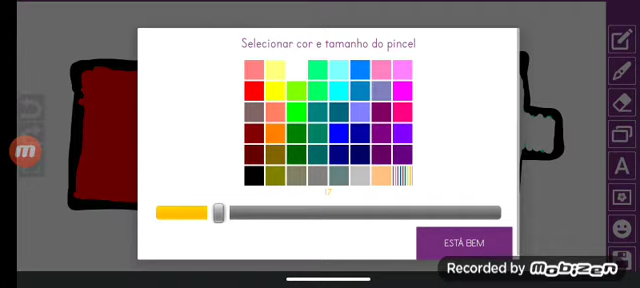 Selecionar cor e tamanho do pincel
17
ESTÁ BEM
A
m
Recorded by mobizen